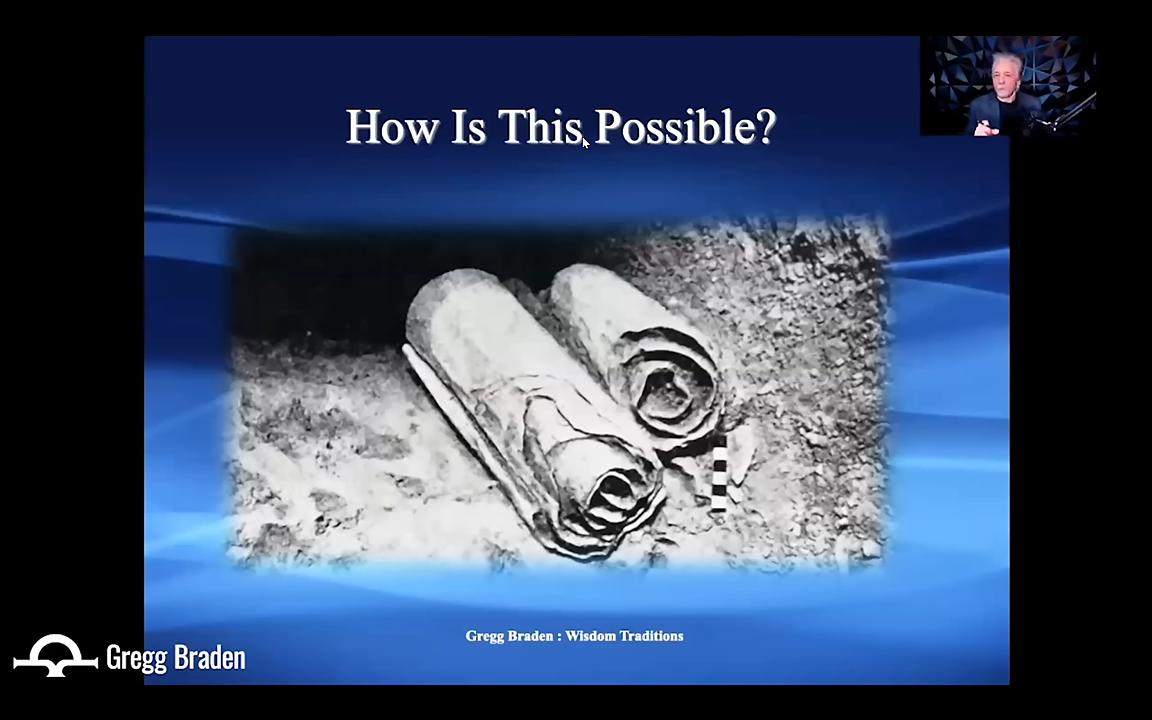 How Is This Possible?
Gregg Braden : Wisdom Traditions
Gregg Braden